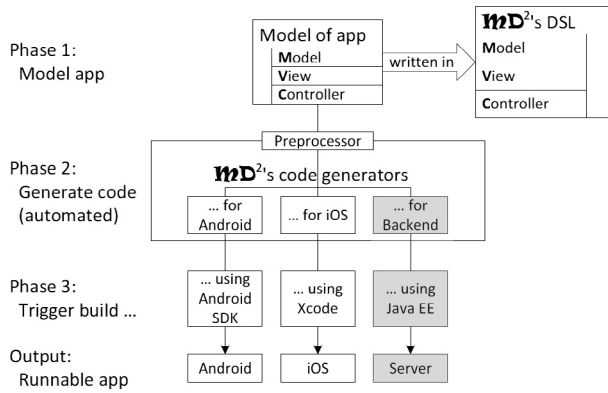 Phase 1:
Model app
Model of app
Model
View
Controller
written in
MD²'s DSL
Model
View
Controller
Phase 2:
Generate code
(automated)
Preprocessor
MD²'s code generators
... for
Android
... for iOS
... for
Backend
Phase 3:
Trigger build ...
... using
Android
SDK
... using
Xcode
... using
Java EE
Output:
Runnable app
Android
iOS
Server